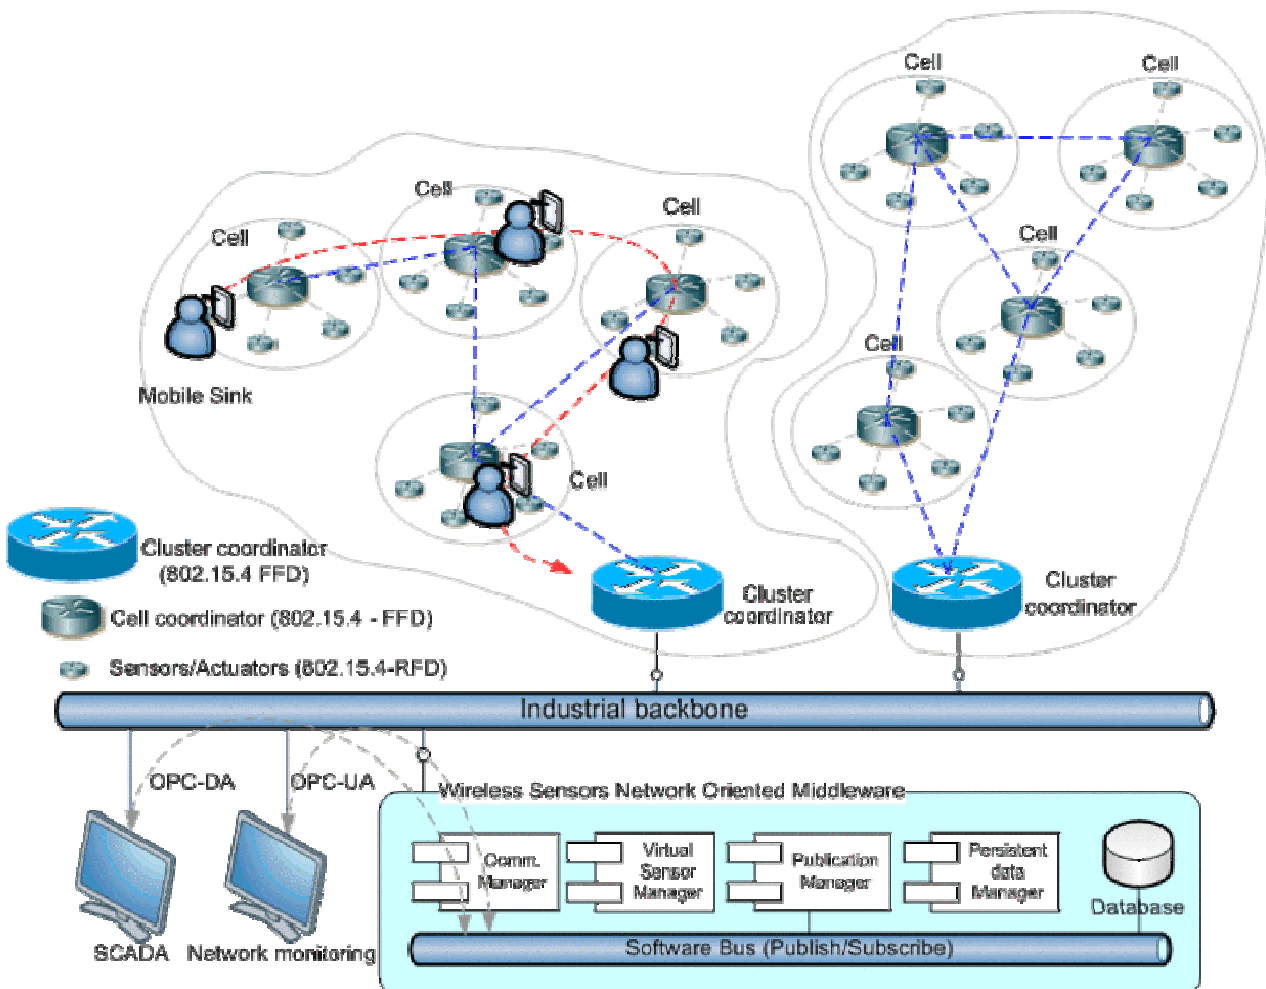 Cell
Cell
Cell
Cell
Cell
Cell
Cell
Cell
Mobile Sink
Cluster coordinator
(802.15.4 FFD)
Cell coordinator (802.15.4 - FFD)
Sensors/Actuators (802.15.4-RFD)
Cluster
coordinator
Cluster
coordinator
Industrial backbone
OPC-DA
OPC-UA
Wireless Sensors Network Oriented Middleware
Comm.
Manager
Virtual
Sensor
Manager
Publication
Manager
Persistent
data
Manager
Database
SCADA
Network monitoring
Software Bus (Publish/Subscribe)